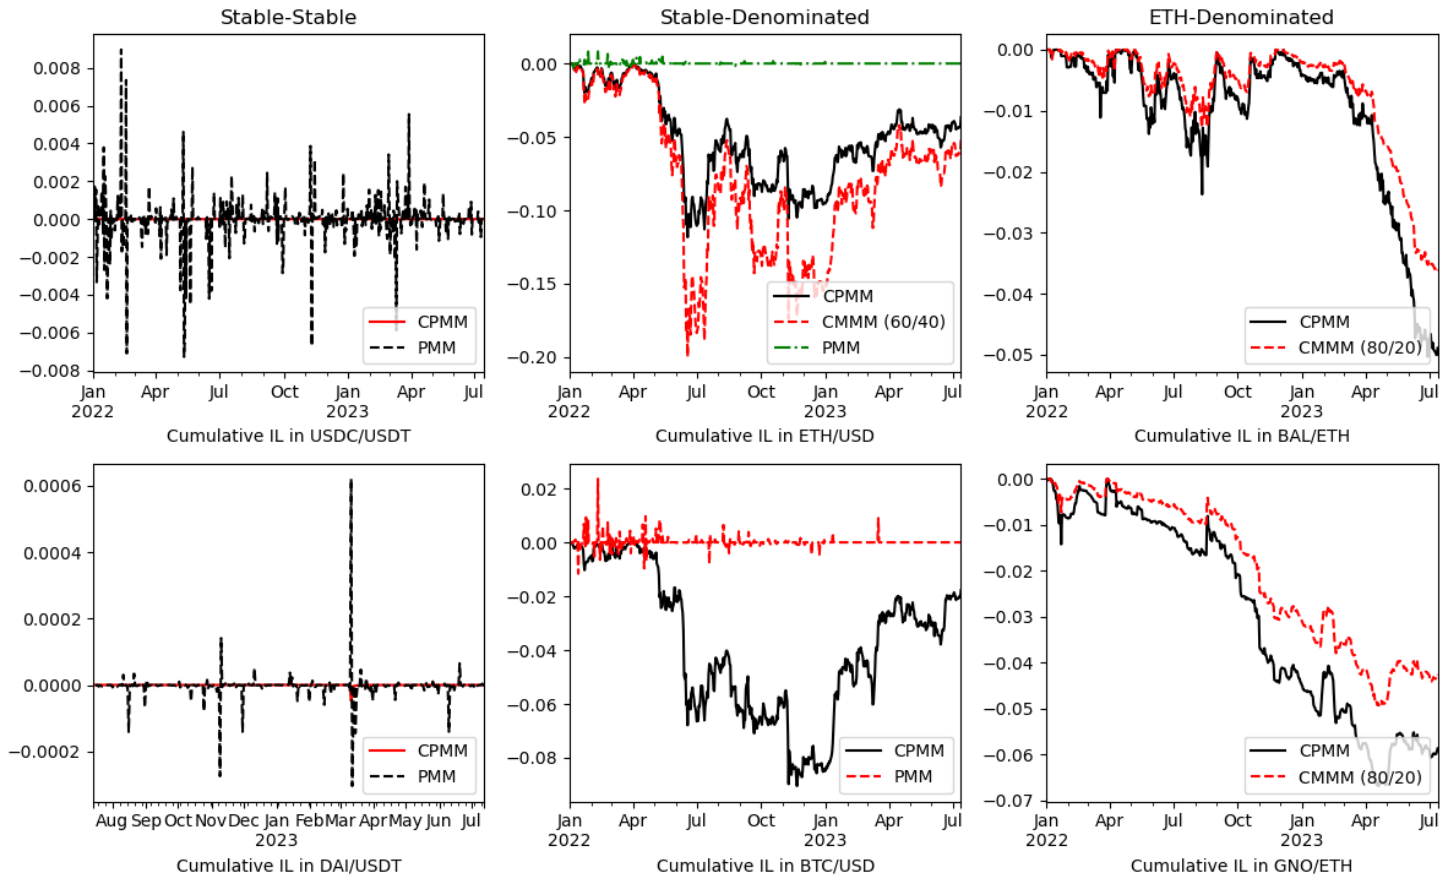 Stable-Stable
0.008
0.006
0.004
0.002
0.000
−0.002
−0.004
−0.006
−0.008
CPMM
PMM
Jan Apr Jul Oct Jan Apr Jul
2022 2023
Cumulative IL in USDC/USDT
Stable-Denominated
0.00
−0.05
−0.10
−0.15
−0.20
CPMM
CMMM (60/40)
PMM
Jan Apr Jul Oct Jan Apr Jul
2022 2023
Cumulative IL in ETH/USD
ETH-Denominated
0.00
−0.01
−0.02
−0.03
−0.04
−0.05
CPMM
CMMM (80/20)
Jan Apr Jul Oct Jan Apr Jul
2022 2023
Cumulative IL in BAL/ETH
0.0006
0.0004
0.0002
0.0000
−0.0002
CPMM
PMM
Aug Sep Oct Nov Dec Jan Feb Mar Apr May Jun Jul
2023
Cumulative IL in DAI/USDT
0.02
0.00
−0.02
−0.04
−0.06
−0.08
CPMM
PMM
Jan Apr Jul Oct Jan Apr Jul
2022 2023
Cumulative IL in BTC/USD
0.00
−0.01
−0.02
−0.03
−0.04
−0.05
−0.06
−0.07
CPMM
CMMM (80/20)
Jan Apr Jul Oct Jan Apr Jul
2022 2023
Cumulative IL in GNO/ETH